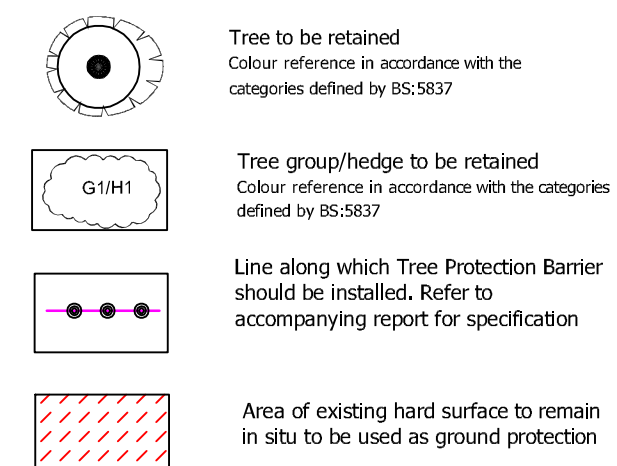 Tree to be retained
Colour reference in accordance with the
categories defined by BS:5837
G1/H1
Tree group/hedge to be retained
Colour reference in accordance with the categories
defined by BS:5837
Line along which Tree Protection Barrier
should be installed. Refer to
accompanying report for specification
Area of existing hard surface to remain
in situ to be used as ground protection